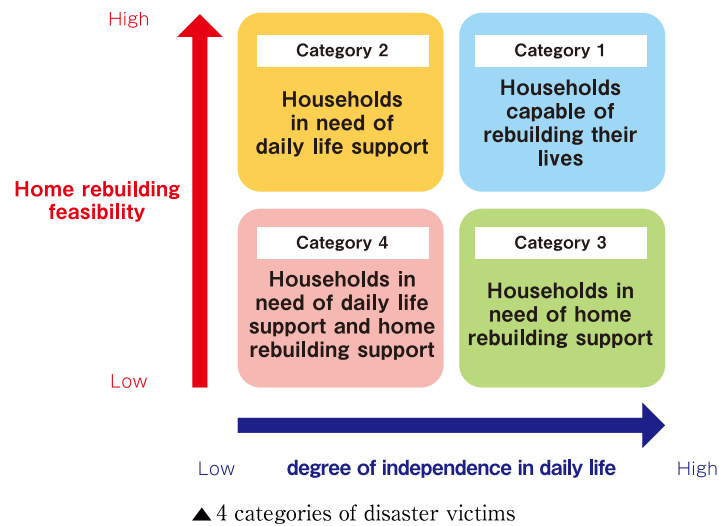 High
Home rebuilding
feasibility
Low
Category 2
Households
in need of
daily life support
Category 1
Households
capable of
rebuilding their
lives
Category 4
Households in
need of daily life
support and home
rebuilding support
Category 3
Households in
need of home
rebuilding support
Low
degree of independence in daily life
High
▲ 4 categories of disaster victims